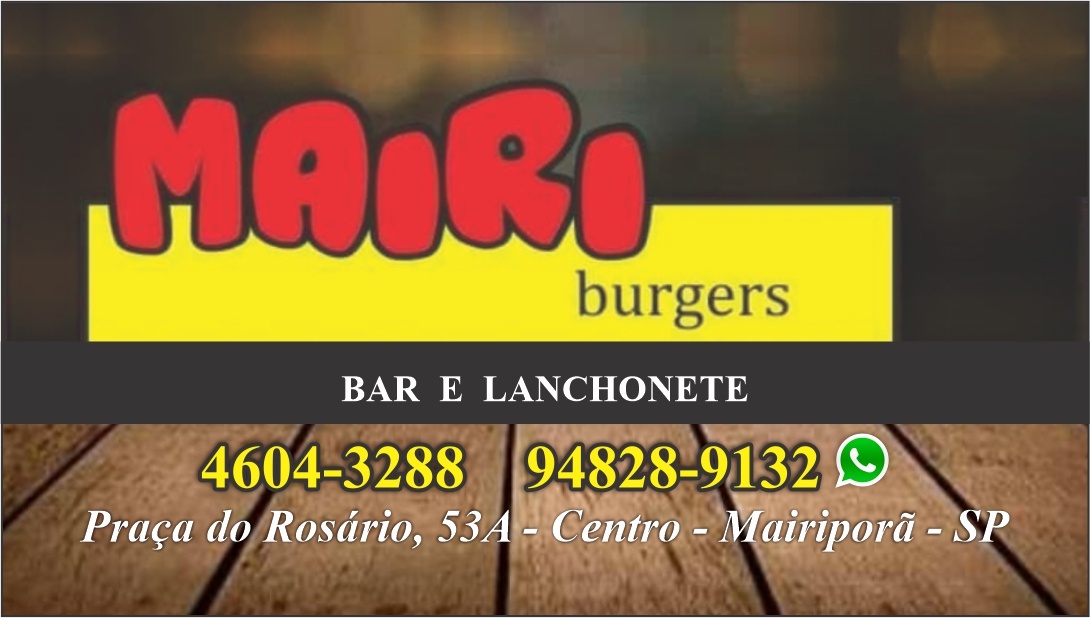 MAIRI
burgers
BAR E LANCHONETE
4604-3288 94828-9132
Praça do Rosário, 53A - Centro - Mairiporã - SP